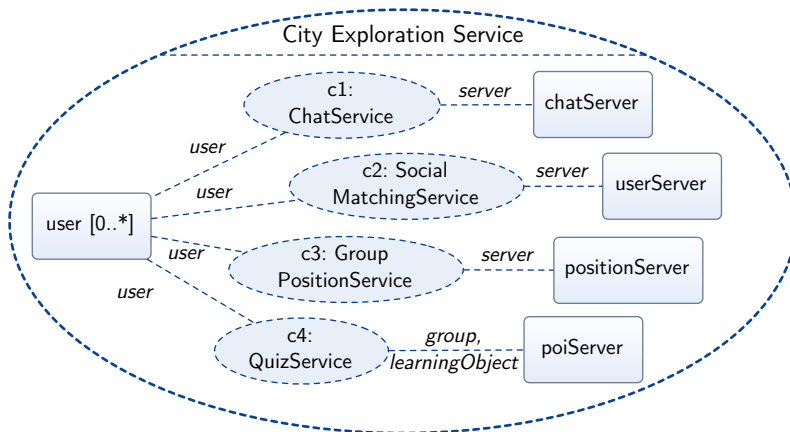 City Exploration Service
c1:
ChatService
server
chatServer
user
c2: Social
MatchingService
server
userServer
user
user [0..*]
c3: Group
PositionService
server
positionServer
user
c4:
QuizService
group,
learningObject
poiServer
user